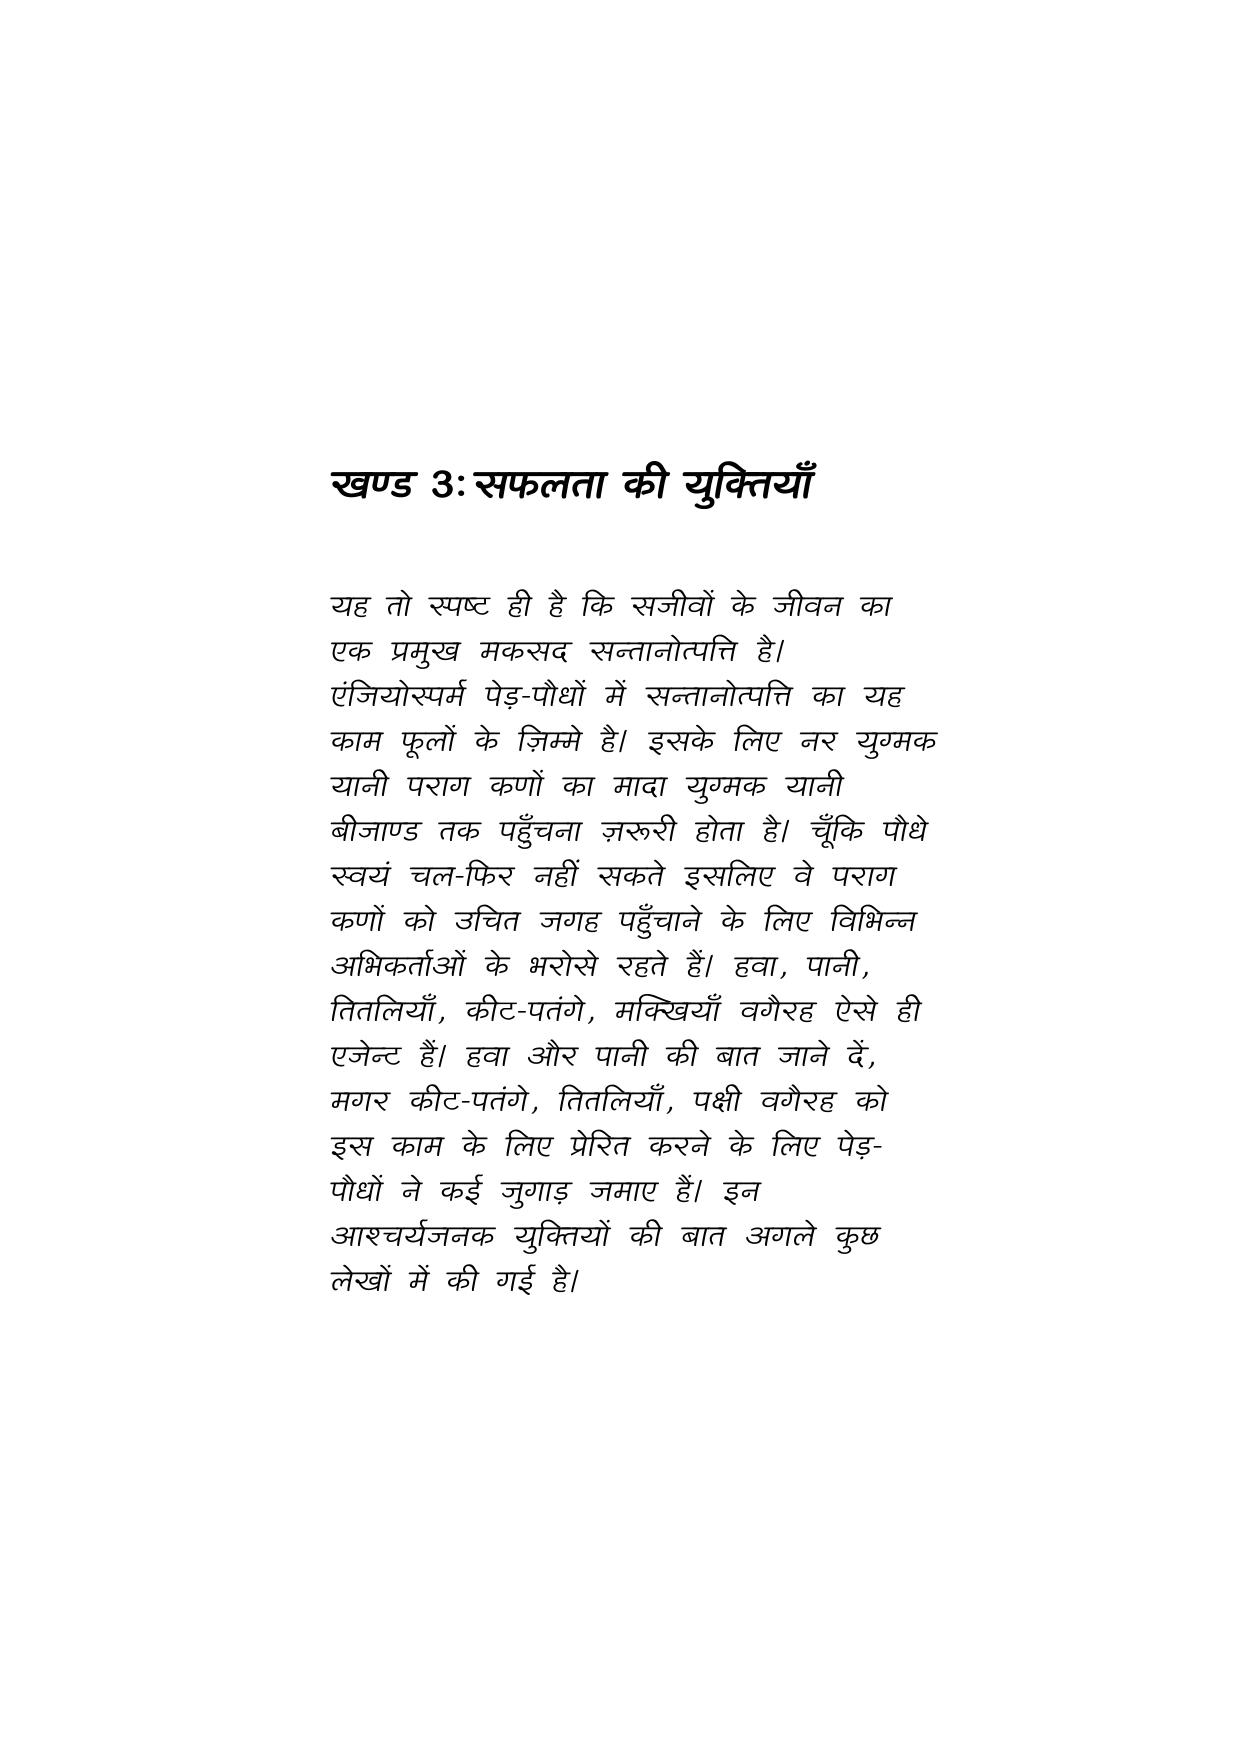 खण्ड 3: सफलता की युक्तियाँ
यह तो स्पष्ट ही है कि सजीवों के जीवन का
एक प्रमुख मकसद सन्तानोत्पत्ति है।
एंजियोस्पर्म पेड़-पौधों में सन्तानोत्पत्ति का यह
काम फूलों के ज़िम्मे है। इसके लिए नर युग्मक
यानी पराग कणों का मादा युग्मक यानी
बीजाण्ड तक पहुँचना ज़रूरी होता है। चूँकि पौधे
स्वयं चल-फिर नहीं सकते इसलिए वे पराग
कणों को उचित जगह पहुँचाने के लिए विभिन्न
अभिकर्ताओं के भरोसे रहते हैं। हवा, पानी,
तितलियाँ, कीट-पतंगे, मक्खियाँ वगैरह ऐसे ही
एजेन्ट हैं। हवा और पानी की बात जाने दें,
मगर कीट-पतंगे, तितलियाँ, पक्षी वगैरह को
इस काम के लिए प्रेरित करने के लिए पेड़-
पौधों ने कई जुगाड़ जमाए हैं। इन
आश्चर्यजनक युक्तियों की बात अगले कुछ
लेखों में की गई है।